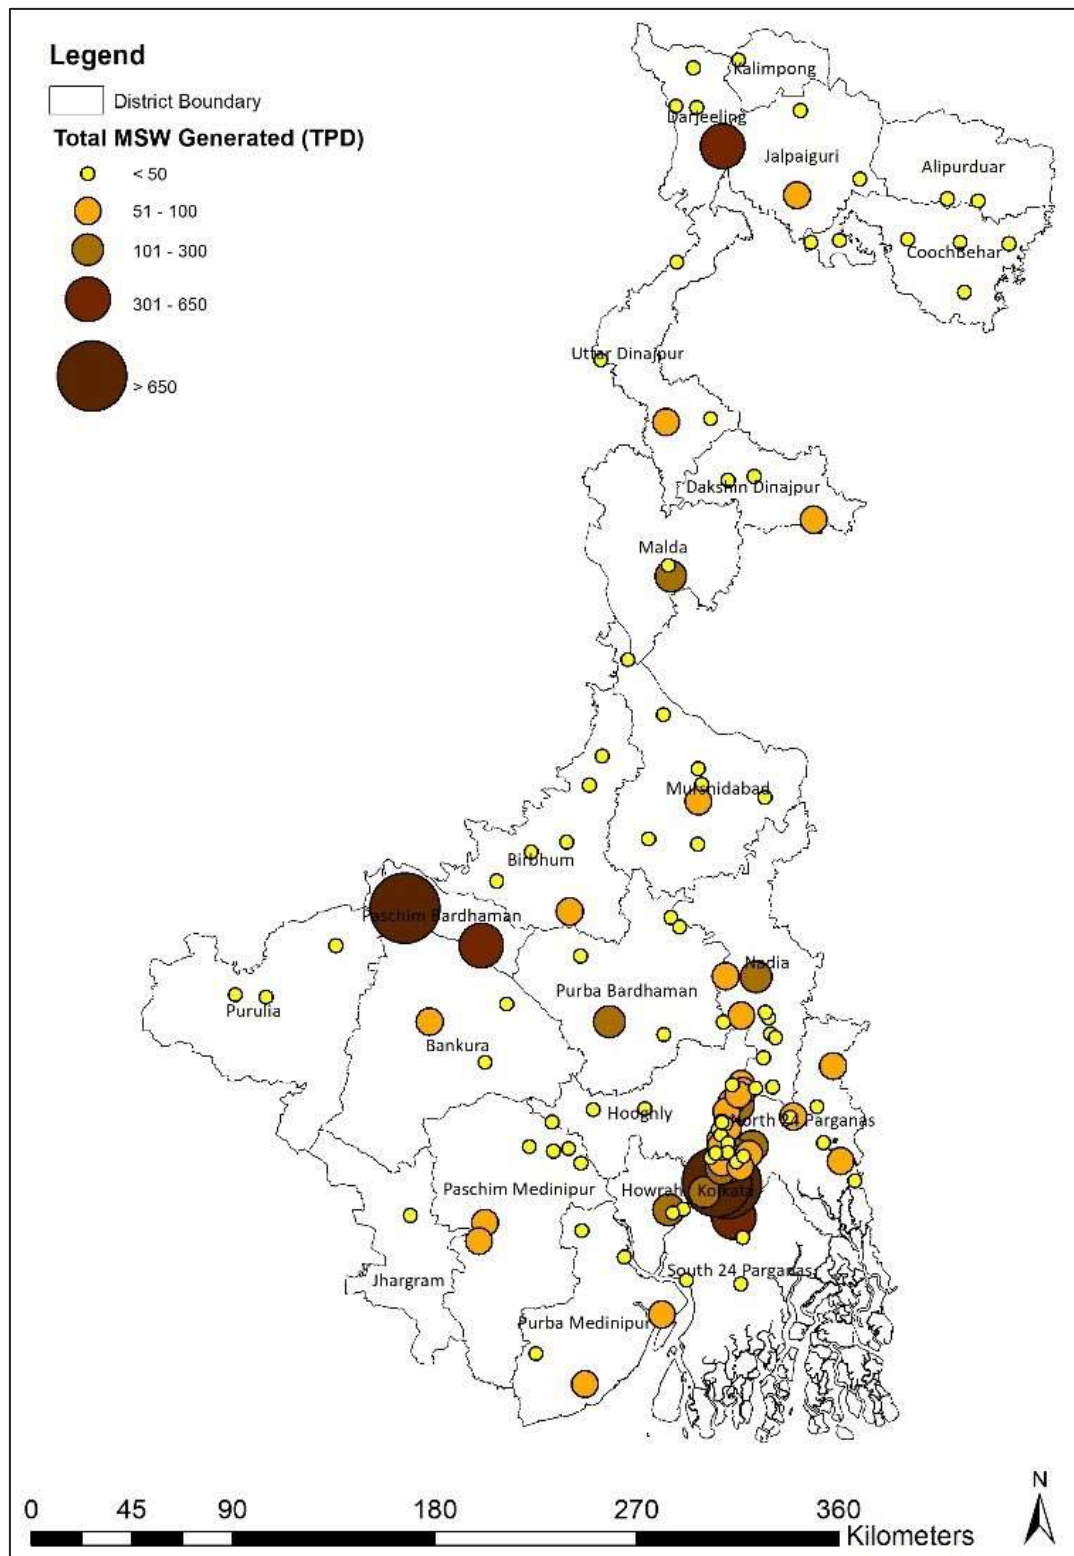 Legend
District Boundary
Total MSW Generated (TPD)
< 50
51 - 100
101 - 300
301 - 650
> 650
Kalimpong
Darjeeling
Jalpaiguri
Alipurduar
CoochBehar
Uttar Dinajpur
Dakshin Dinajpur
Malda
Murshidabad
Birbhum
Paschim Bardhaman
Nadia
Purba Bardhaman
Purulia
Bankura
Hooghly
North 24 Parganas
Paschim Medinipur
Howrah
Kolkata
South 24 Parganas
Jhargram
Purba Medinipur
N
0 45 90 180 270 360
Kilometers